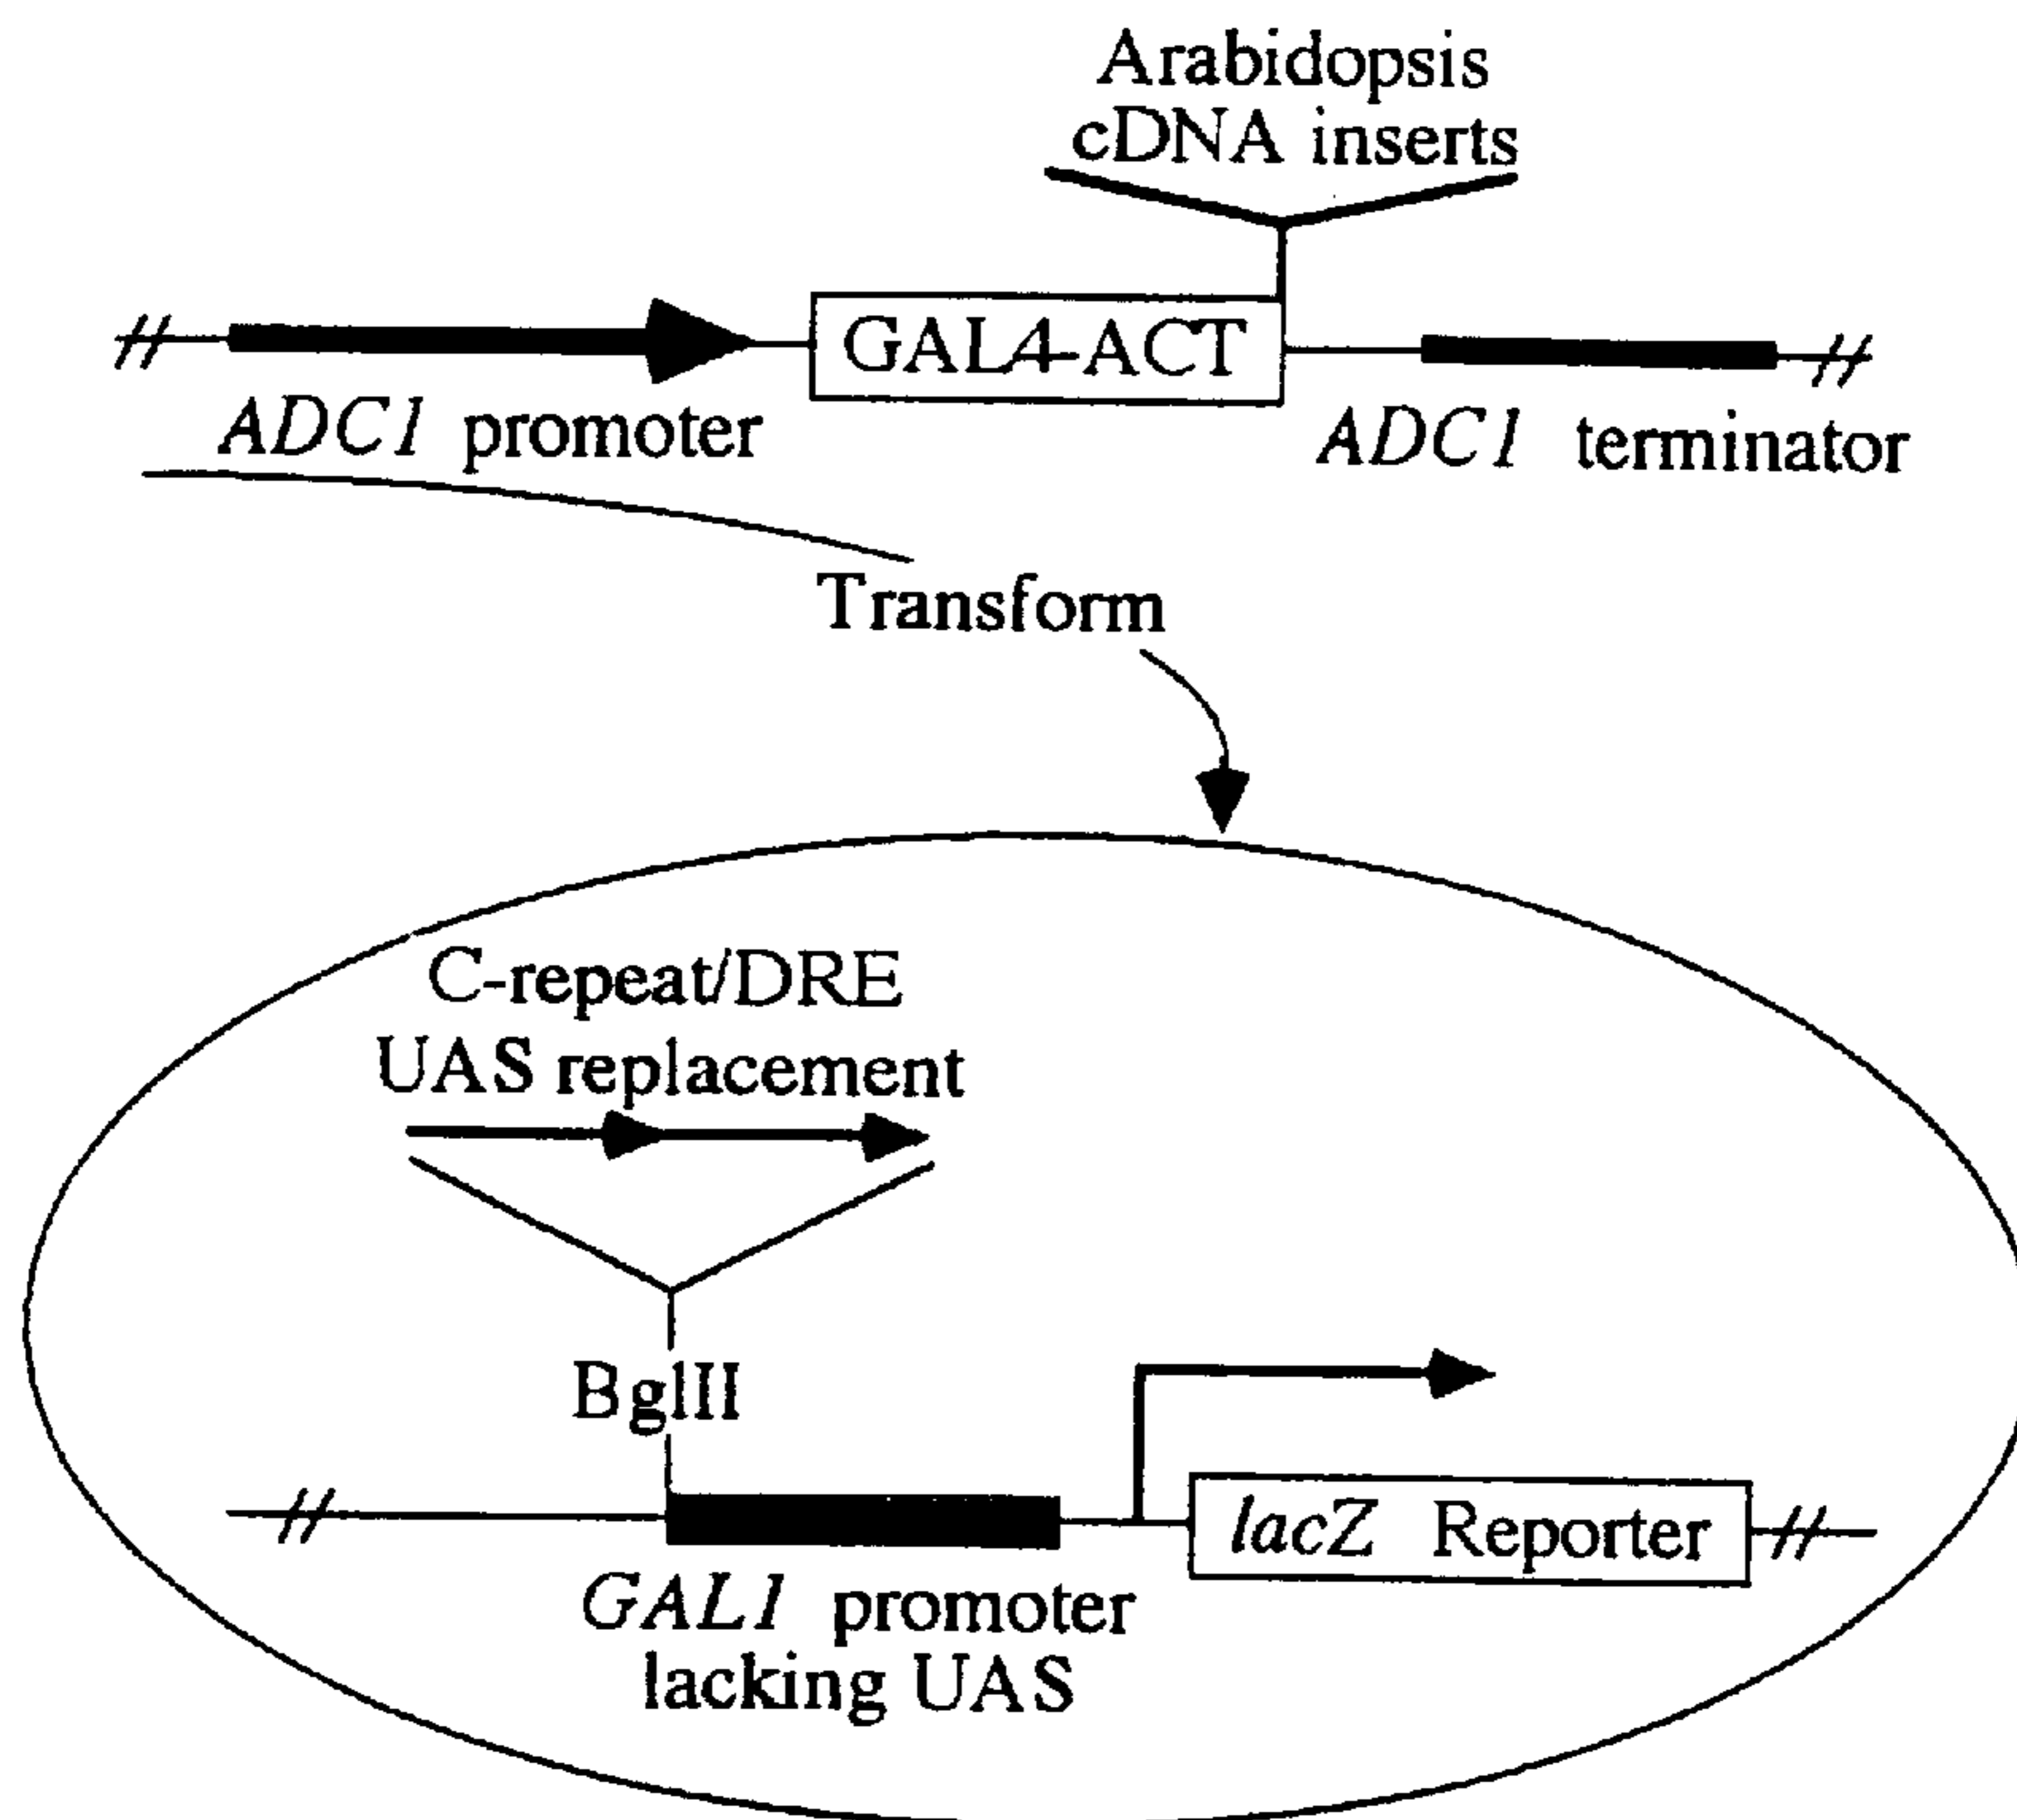 Arabidopsis
cDNA inserts
GAL4-ACT
ADC1 promoter
ADC1 terminator
Transform
C-repeat/DRE
UAS replacement
BglII
lacZ Reporter
GAL1 promoter
lacking UAS